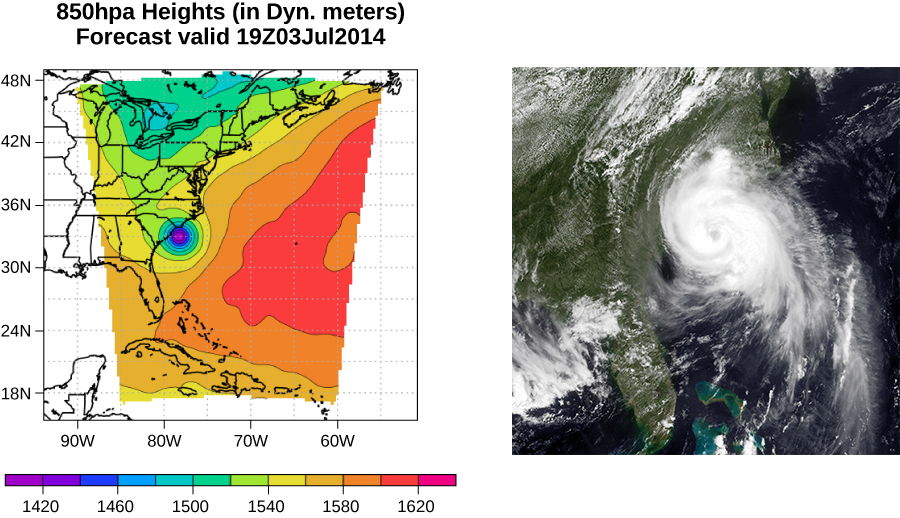 850hpa Heights (in Dyn. meters)
Forecast valid 19Z03Jul2014
48N
42N
36N
30N
24N
18N
90W 80W 70W 60W
1420 1460 1500 1540 1580 1620